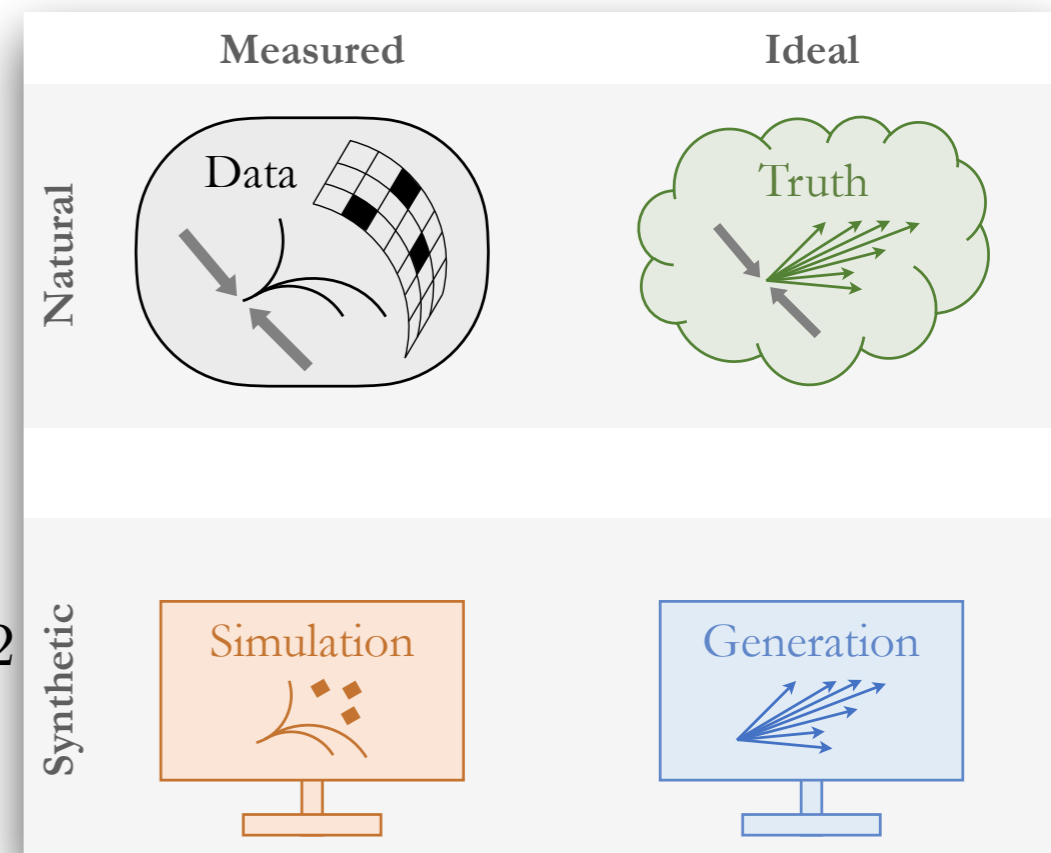 Measured Ideal
Natural
Data
Truth
2
Synthetic
Simulation
Generation